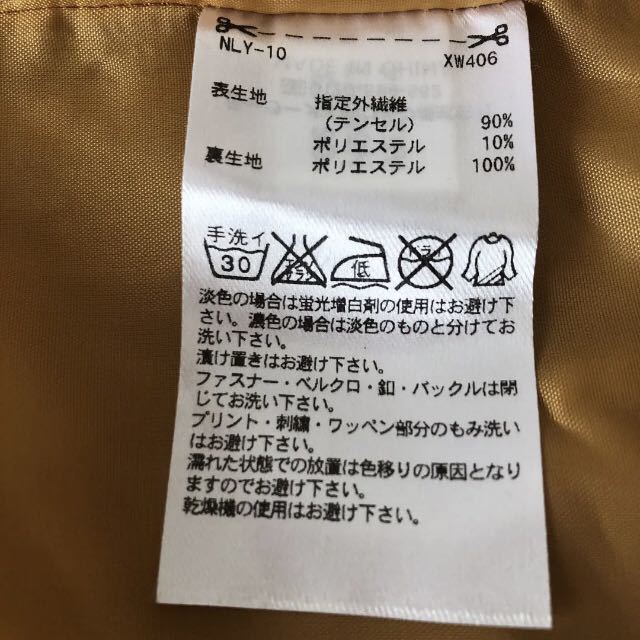 NLY-10 XW406
表生地 指定外繊維
(テンセル) 90%
ポリエステル 10%
裏生地 ポリエステル 100%
手洗イ
30 エンソサラシ 低 ドライ
淡色の場合は蛍光増白剤の使用はお避け下
さい。濃色の場合は淡色のものと分けてお
洗い下さい。
漬け置きはお避け下さい。
ファスナー・ベルクロ・釦・バックルは閉
じてお洗い下さい。
プリント・刺繍・ワッペン部分のもみ洗い
はお避け下さい。
濡れた状態での放置は色移りの原因となり
ますのでお避け下さい。
乾燥機の使用はお避け下さい。